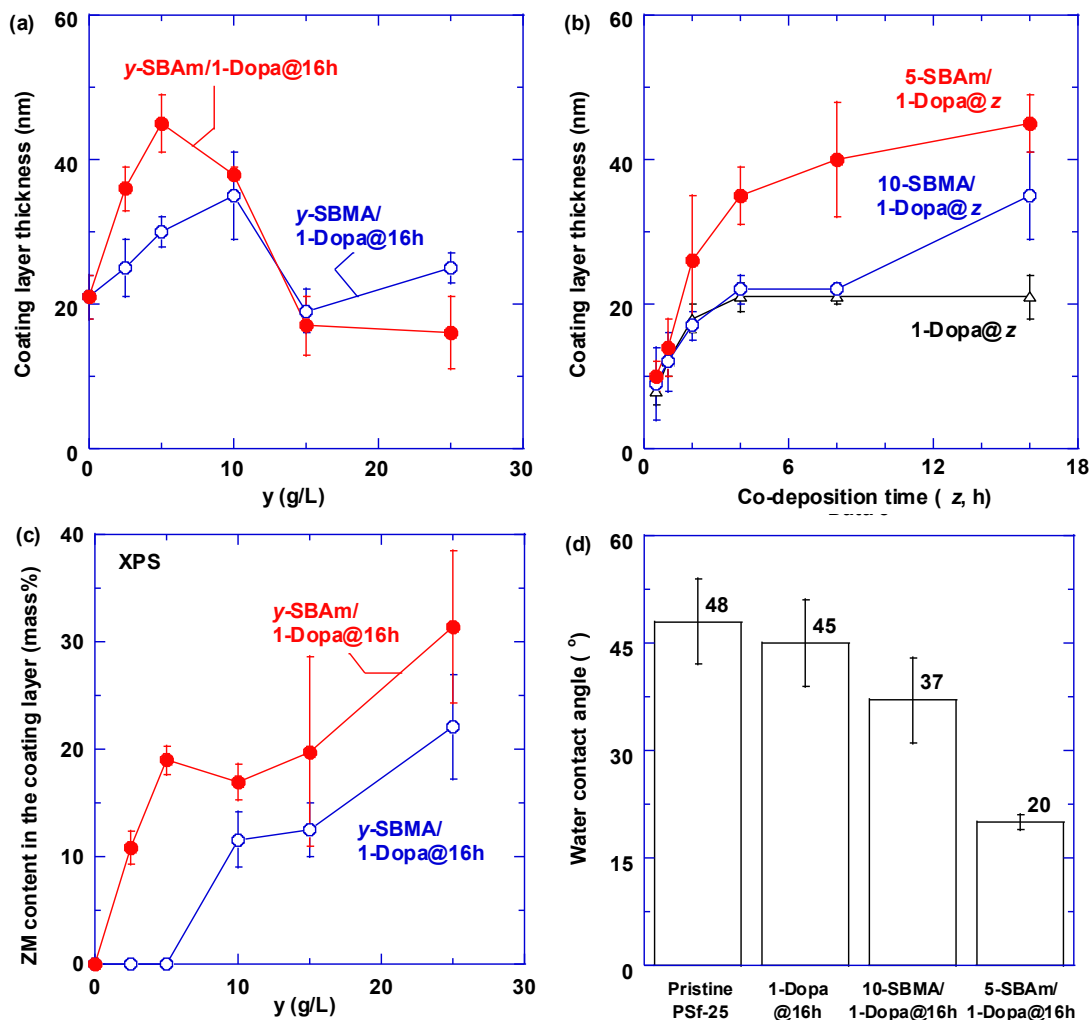 (a)
60
40
20
0
Coating layer thickness (nm)
y-SBAm/1-Dopa@16h
y-SBMA/
1-Dopa@16h
0 10 20 30
y (g/L)
(b)
60
40
20
0
Coating layer thickness (nm)
5-SBAm/
1-Dopa@z
10-SBMA/
1-Dopa@z
1-Dopa@z
0 6 12 18
Co-deposition time ( z, h)
(c)
40
30
20
10
0
ZM content in the coating layer (mass%)
XPS
y-SBAm/
1-Dopa@16h
y-SBMA/
1-Dopa@16h
0 10 20 30
y (g/L)
(d)
60
45
30
15
0
Water contact angle ( °)
48
45
37
20
Pristine
PSf-25
1-Dopa
@16h
10-SBMA/
1-Dopa@16h
5-SBAm/
1-Dopa@16h